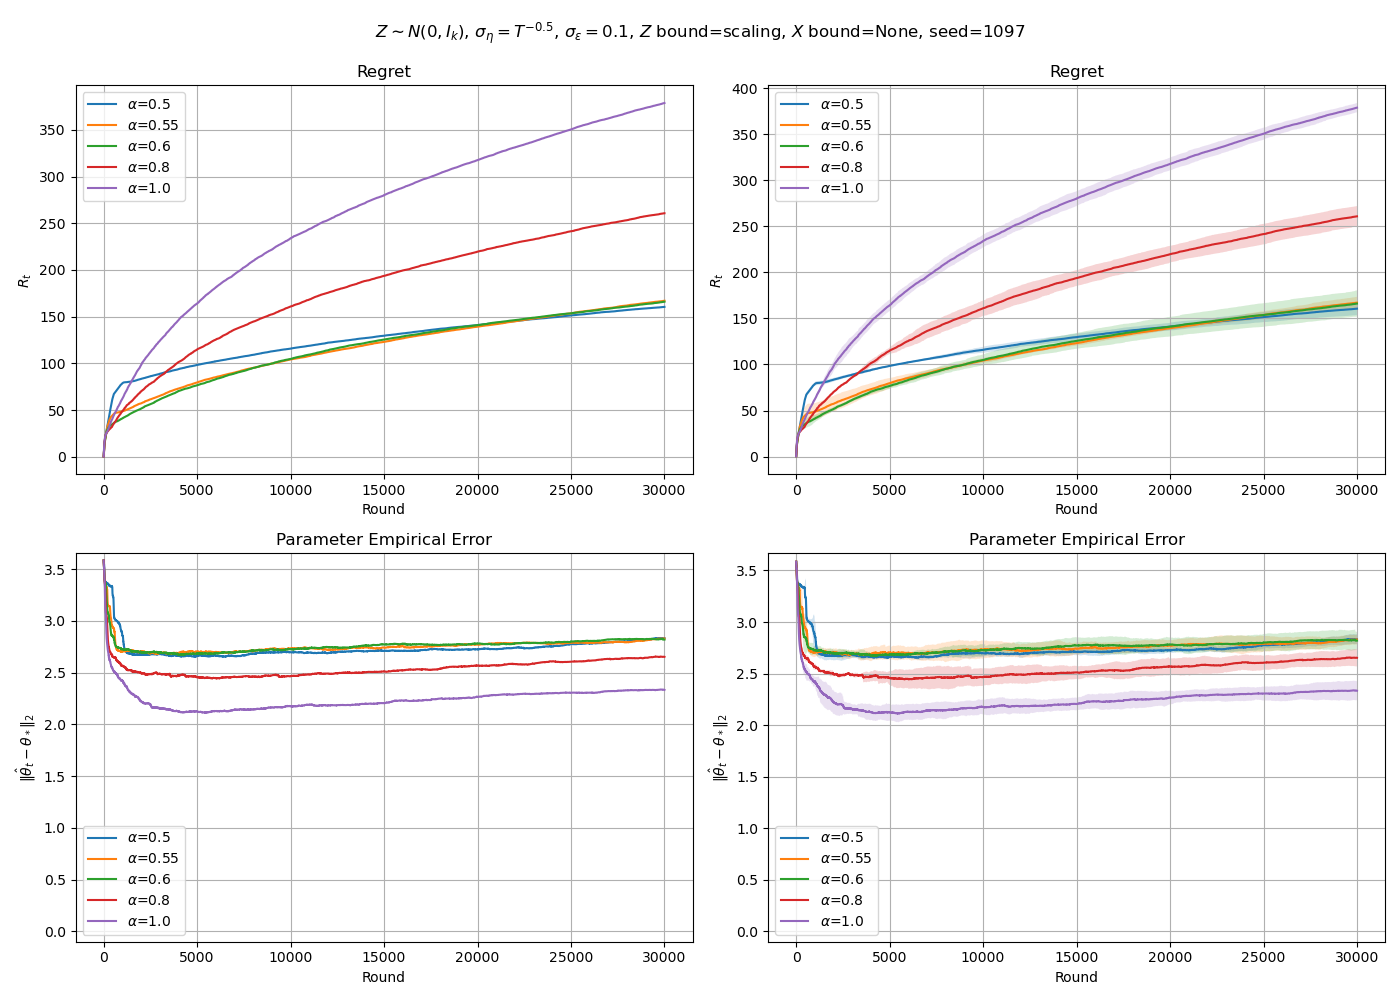 Z ∼ N(0, I_k), σ_η = T^{−0.5}, σ_ε = 0.1, Z bound=scaling, X bound=None, seed=1097
Regret
R_t
350
300
250
200
150
100
50
0
α=0.5
α=0.55
α=0.6
α=0.8
α=1.0
0 5000 10000 15000 20000 25000 30000
Round
Regret
R_t
400
350
300
250
200
150
100
50
0
α=0.5
α=0.55
α=0.6
α=0.8
α=1.0
0 5000 10000 15000 20000 25000 30000
Round
Parameter Empirical Error
‖θ̂_t − θ_*‖_2
3.5
3.0
2.5
2.0
1.5
1.0
0.5
0.0
α=0.5
α=0.55
α=0.6
α=0.8
α=1.0
0 5000 10000 15000 20000 25000 30000
Round
Parameter Empirical Error
‖θ̂_t − θ_*‖_2
3.5
3.0
2.5
2.0
1.5
1.0
0.5
0.0
α=0.5
α=0.55
α=0.6
α=0.8
α=1.0
0 5000 10000 15000 20000 25000 30000
Round